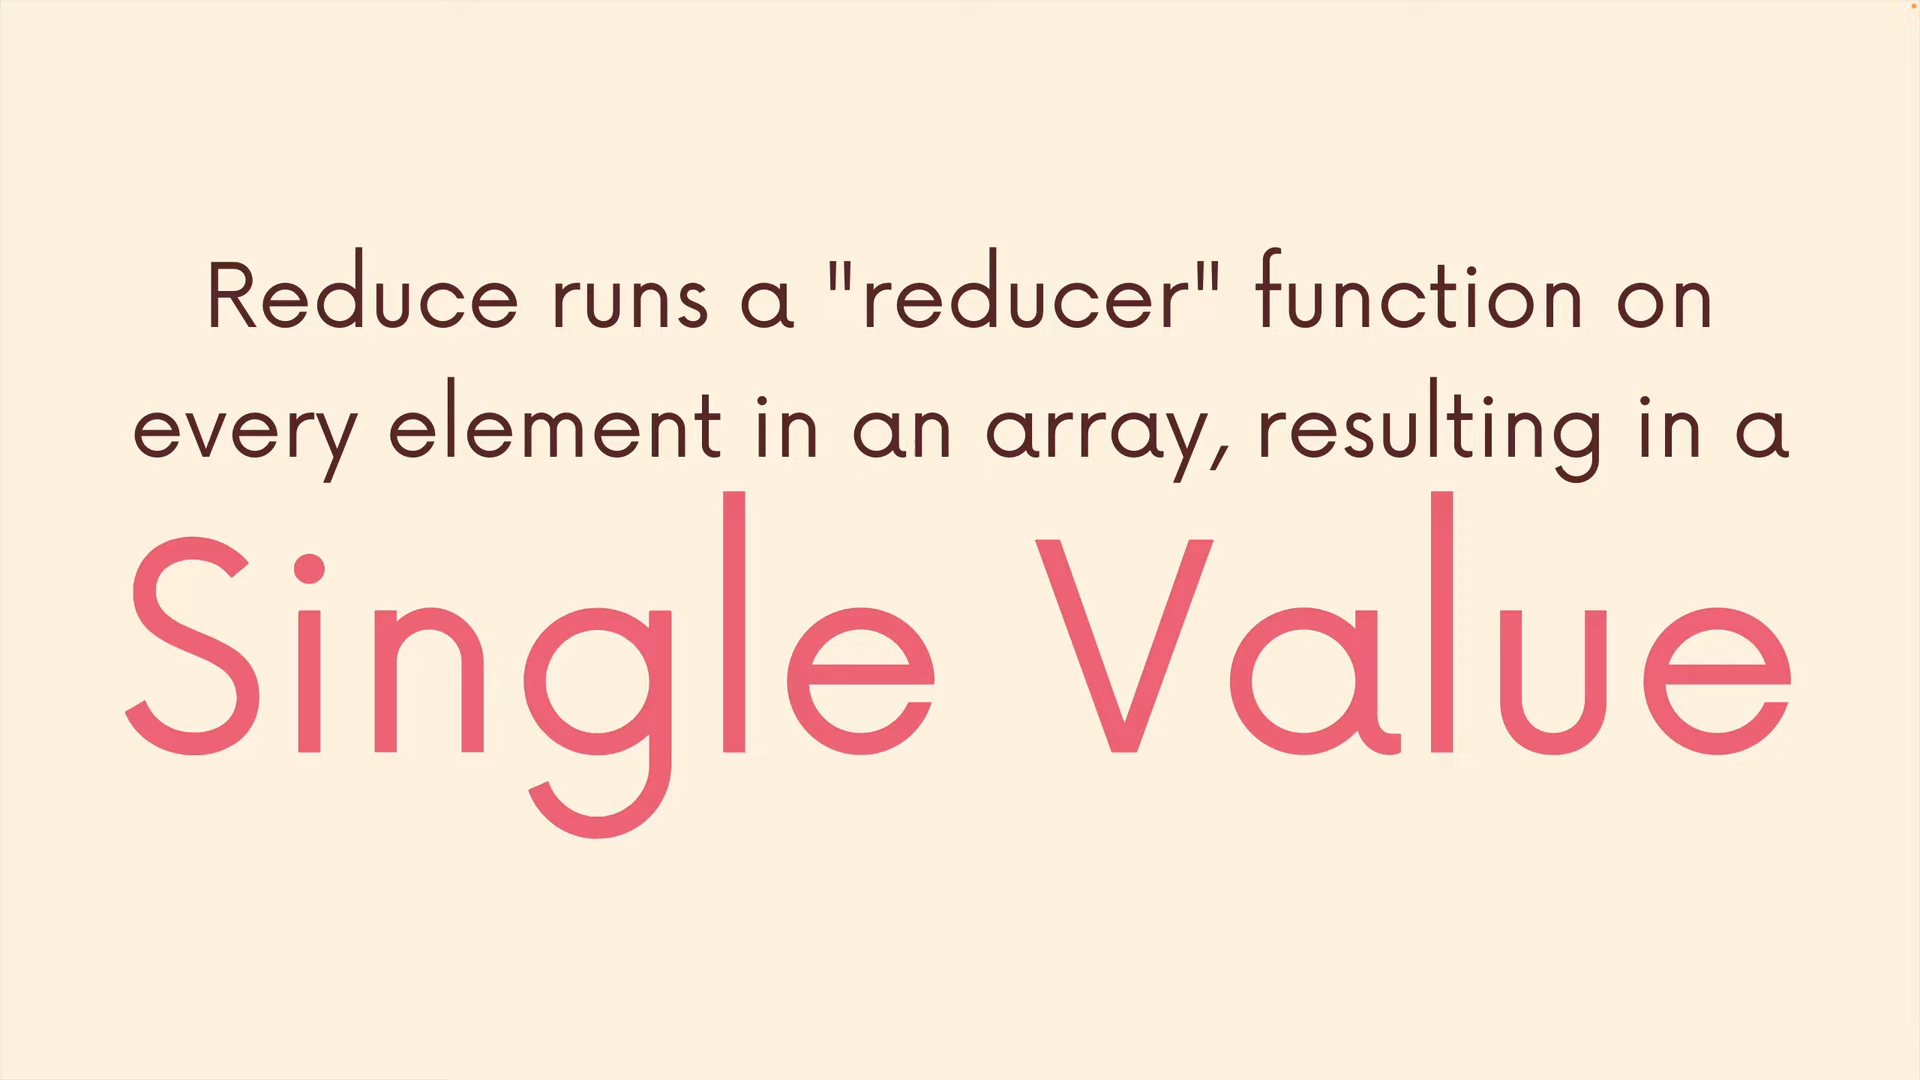 Reduce runs a "reducer" function on
every element in an array, resulting in a
Single Value